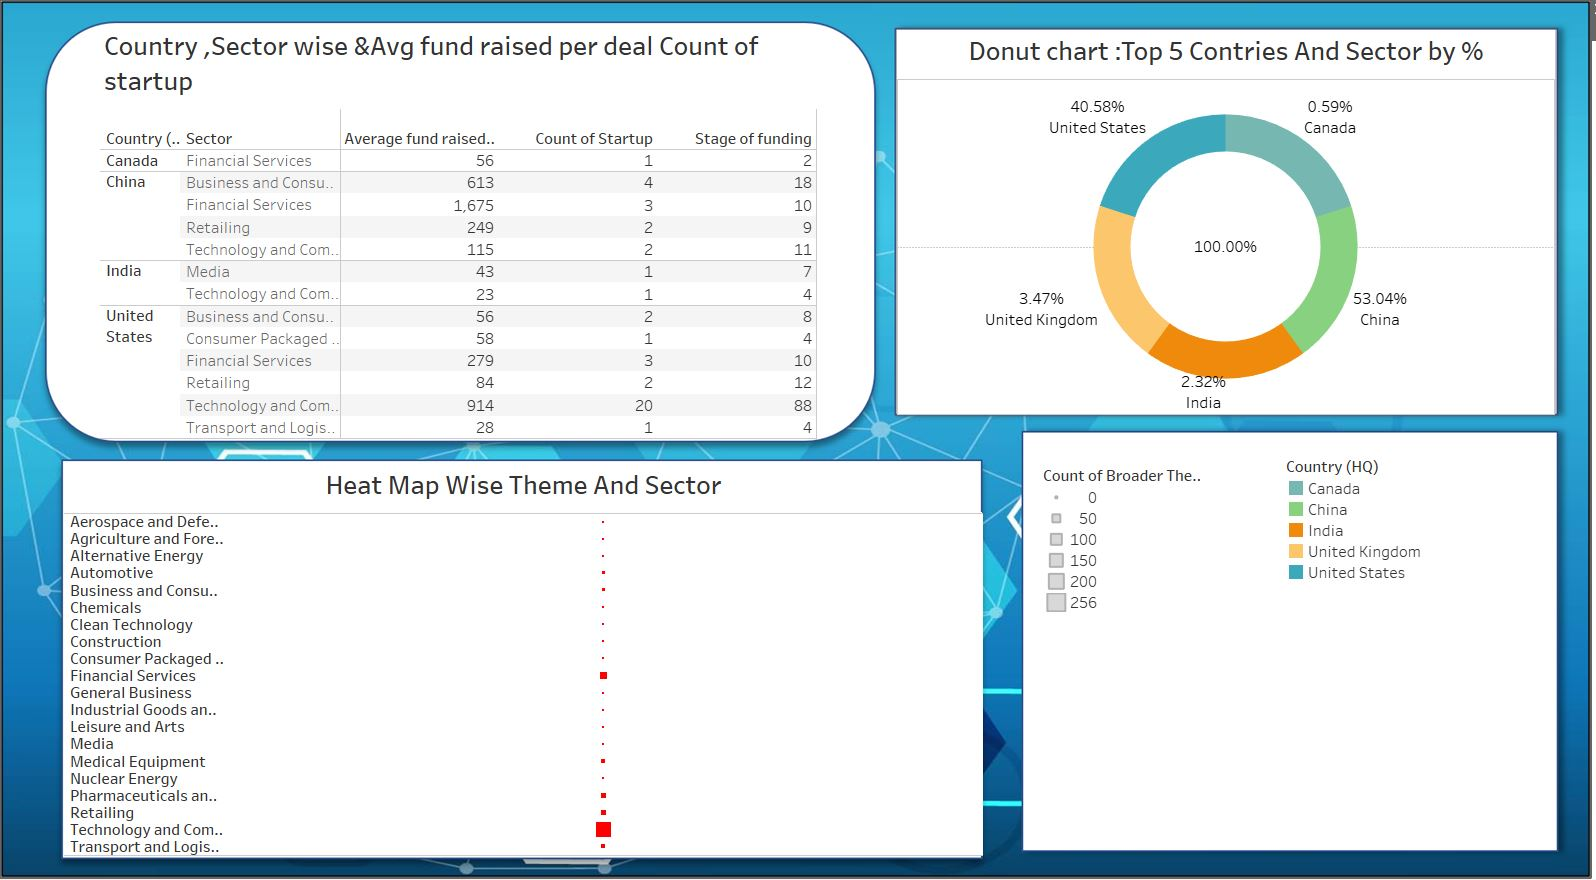 Country ,Sector wise &Avg fund raised per deal Count of
startup
Country (.. Sector Average fund raised.. Count of Startup Stage of funding
Canada Financial Services 56 1 2
China Business and Consu.. 613 4 18
Financial Services 1,675 3 10
Retailing 249 2 9
Technology and Com.. 115 2 11
India Media 43 1 7
Technology and Com.. 23 1 4
United Business and Consu.. 56 2 8
States Consumer Packaged .. 58 1 4
Financial Services 279 3 10
Retailing 84 2 12
Technology and Com.. 914 20 88
Transport and Logis.. 28 1 4
Donut chart :Top 5 Contries And Sector by %
40.58%
United States
0.59%
Canada
100.00%
3.47%
United Kingdom
53.04%
China
2.32%
India
Heat Map Wise Theme And Sector
Aerospace and Defe..
Agriculture and Fore..
Alternative Energy
Automotive
Business and Consu..
Chemicals
Clean Technology
Construction
Consumer Packaged ..
Financial Services
General Business
Industrial Goods an..
Leisure and Arts
Media
Medical Equipment
Nuclear Energy
Pharmaceuticals an..
Retailing
Technology and Com..
Transport and Logis..
Count of Broader The..
0
50
100
150
200
256
Country (HQ)
Canada
China
India
United Kingdom
United States